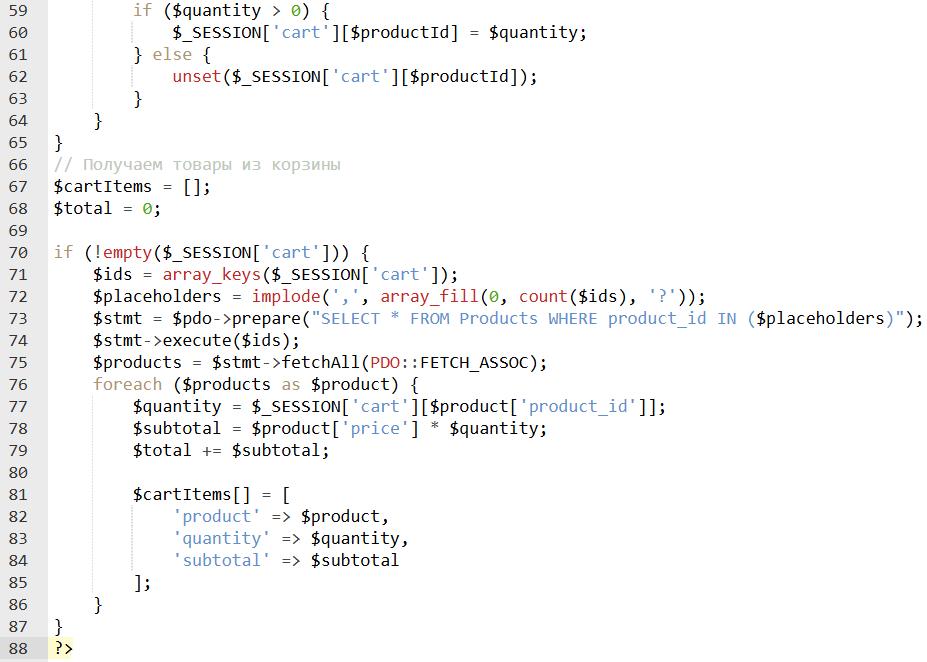 59 if ($quantity > 0) {
60 $_SESSION['cart'][$productId] = $quantity;
61 } else {
62 unset($_SESSION['cart'][$productId]);
63 }
64 }
65 }
66 // Получаем товары из корзины
67 $cartItems = [];
68 $total = 0;
69
70 if (!empty($_SESSION['cart'])) {
71 $ids = array_keys($_SESSION['cart']);
72 $placeholders = implode(',', array_fill(0, count($ids), '?'));
73 $stmt = $pdo->prepare("SELECT * FROM Products WHERE product_id IN ($placeholders)");
74 $stmt->execute($ids);
75 $products = $stmt->fetchAll(PDO::FETCH_ASSOC);
76 foreach ($products as $product) {
77 $quantity = $_SESSION['cart'][$product['product_id']];
78 $subtotal = $product['price'] * $quantity;
79 $total += $subtotal;
80
81 $cartItems[] = [
82 'product' => $product,
83 'quantity' => $quantity,
84 'subtotal' => $subtotal
85 ];
86 }
87 }
88 ?>